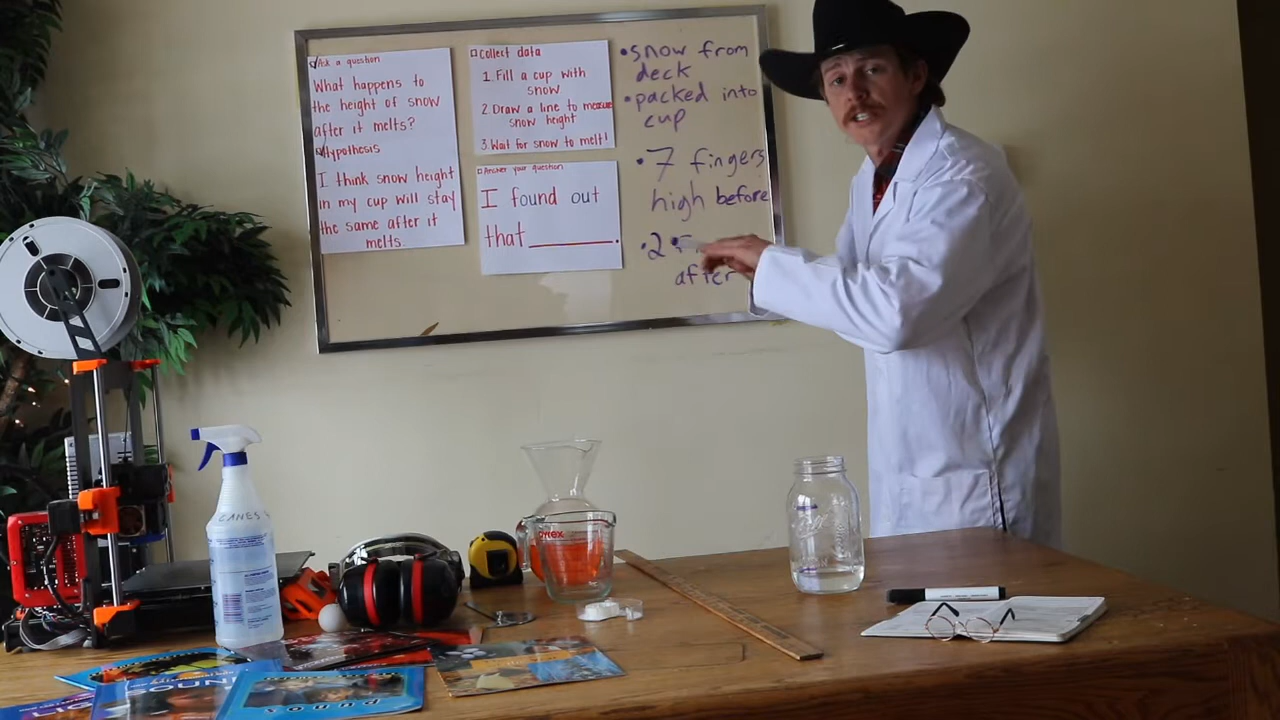 Ask a question
What happens to
the height of snow
after it melts?
Hypothesis
I think snow height
in my cup will stay
the same after it
melts.
Collect data
1. Fill a cup with
snow.
2. Draw a line to measure
snow height
3. Wait for snow to melt!
Answer your question
I found out
that ________.
•snow from
deck
•packed into
cup
•7 fingers
high before
•2
after
CANES
PYREX